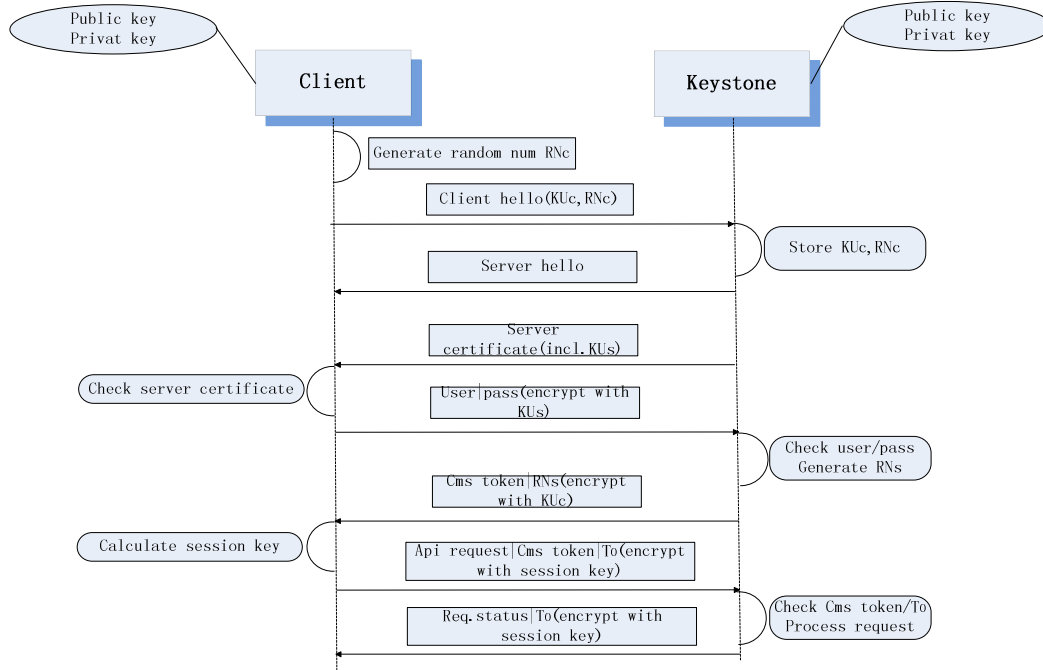 Public key
Privat key
Public key
Privat key
Client
Keystone
Generate random num RNc
Client hello(KUc,RNc)
Store KUc,RNc
Server hello
Server
certificate(incl.KUs)
Check server certificate
User|pass(encrypt with
KUs)
Check user/pass
Generate RNs
Cms token|RNs(encrypt
with KUc)
Calculate session key
Api request|Cms token|To(encrypt
with session key)
Check Cms token/To
Process request
Req.status|To(encrypt with
session key)